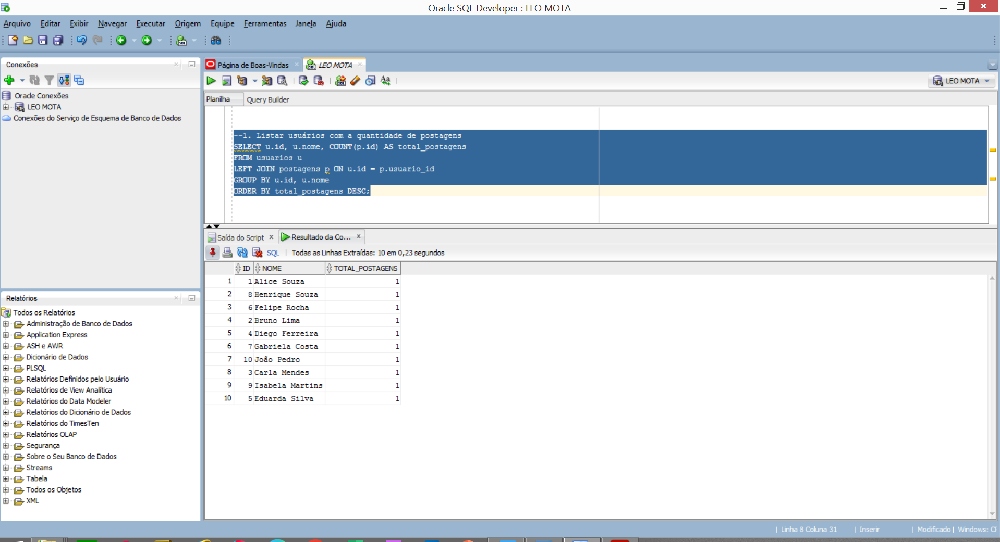 Oracle SQL Developer : LEO MOTA
Arquivo Editar Exibir Navegar Executar Origem Equipe Ferramentas Janela Ajuda
Conexões
Oracle Conexões
LEO MOTA
Conexões do Serviço de Esquema de Banco de Dados
Relatórios
Todos os Relatórios
Administração de Banco de Dados
Application Express
ASH e AWR
Dicionário de Dados
PLSQL
Relatórios Definidos pelo Usuário
Relatórios de View Analítica
Relatórios do Data Modeler
Relatórios do Dicionário de Dados
Relatórios do TimesTen
Relatórios OLAP
Segurança
Sobre o Seu Banco de Dados
Streams
Tabela
Todos os Objetos
XML
Página de Boas-Vindas LEO MOTA
LEO MOTA
Planilha Query Builder
--1. Listar usuários com a quantidade de postagens
SELECT u.id, u.nome, COUNT(p.id) AS total_postagens
FROM usuarios u
LEFT JOIN postagens p ON u.id = p.usuario_id
GROUP BY u.id, u.nome
ORDER BY total_postagens DESC;
Saída do Script x Resultado da Co... x
SQL | Todas as Linhas Extraídas: 10 em 0,23 segundos
ID NOME TOTAL_POSTAGENS
1 1 Alice Souza 1
2 8 Henrique Souza 1
3 6 Felipe Rocha 1
4 2 Bruno Lima 1
5 4 Diego Ferreira 1
6 7 Gabriela Costa 1
7 10 João Pedro 1
8 3 Carla Mendes 1
9 9 Isabela Martins 1
10 5 Eduarda Silva 1
| Linha 8 Coluna 31 | Inserir | Modificado | Windows: CF